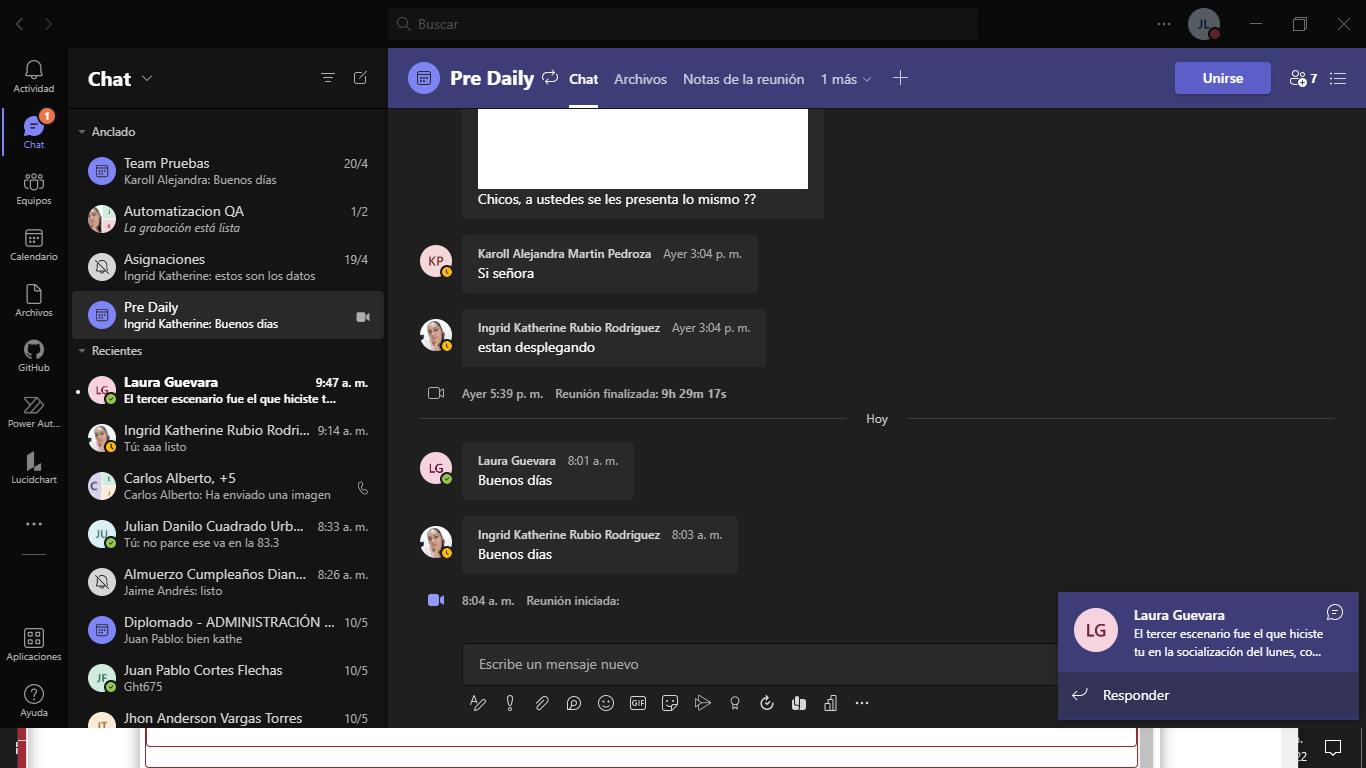 Buscar
JL
Actividad
1
Chat
Equipos
Calendario
Archivos
GitHub
Power Aut...
Lucidchart
Aplicaciones
Ayuda
Chat
Anclado
Team Pruebas 20/4
Karoll Alejandra: Buenos días
Automatizacion QA 1/2
La grabación está lista
Asignaciones 19/4
Ingrid Katherine: estos son los datos
Pre Daily
Ingrid Katherine: Buenos dias
Recientes
LG Laura Guevara 9:47 a. m.
El tercer escenario fue el que hiciste t...
Ingrid Katherine Rubio Rodri... 9:14 a. m.
Tú: aaa listo
Carlos Alberto, +5
Carlos Alberto: Ha enviado una imagen
JU Julian Danilo Cuadrado Urb... 8:33 a. m.
Tú: no parce ese va en la 83.3
Almuerzo Cumpleaños Dian... 8:26 a. m.
Jaime Andrés: listo
Diplomado - ADMINISTRACIÓN ... 10/5
Juan Pablo: bien kathe
JF Juan Pablo Cortes Flechas 10/5
Ght675
JT Jhon Anderson Vargas Torres 10/5
Pre Daily Chat Archivos Notas de la reunión 1 más Unirse 7
Chicos, a ustedes se les presenta lo mismo ??
KP Karoll Alejandra Martin Pedroza Ayer 3:04 p. m.
Si señora
Ingrid Katherine Rubio Rodriguez Ayer 3:04 p. m.
estan desplegando
Ayer 5:39 p. m. Reunión finalizada: 9h 29m 17s
Hoy
LG Laura Guevara 8:01 a. m.
Buenos días
Ingrid Katherine Rubio Rodriguez 8:03 a. m.
Buenos dias
8:04 a. m. Reunión iniciada:
Escribe un mensaje nuevo
GIF
LG Laura Guevara
El tercer escenario fue el que hiciste
tu en la socialización del lunes, co...
Responder
22